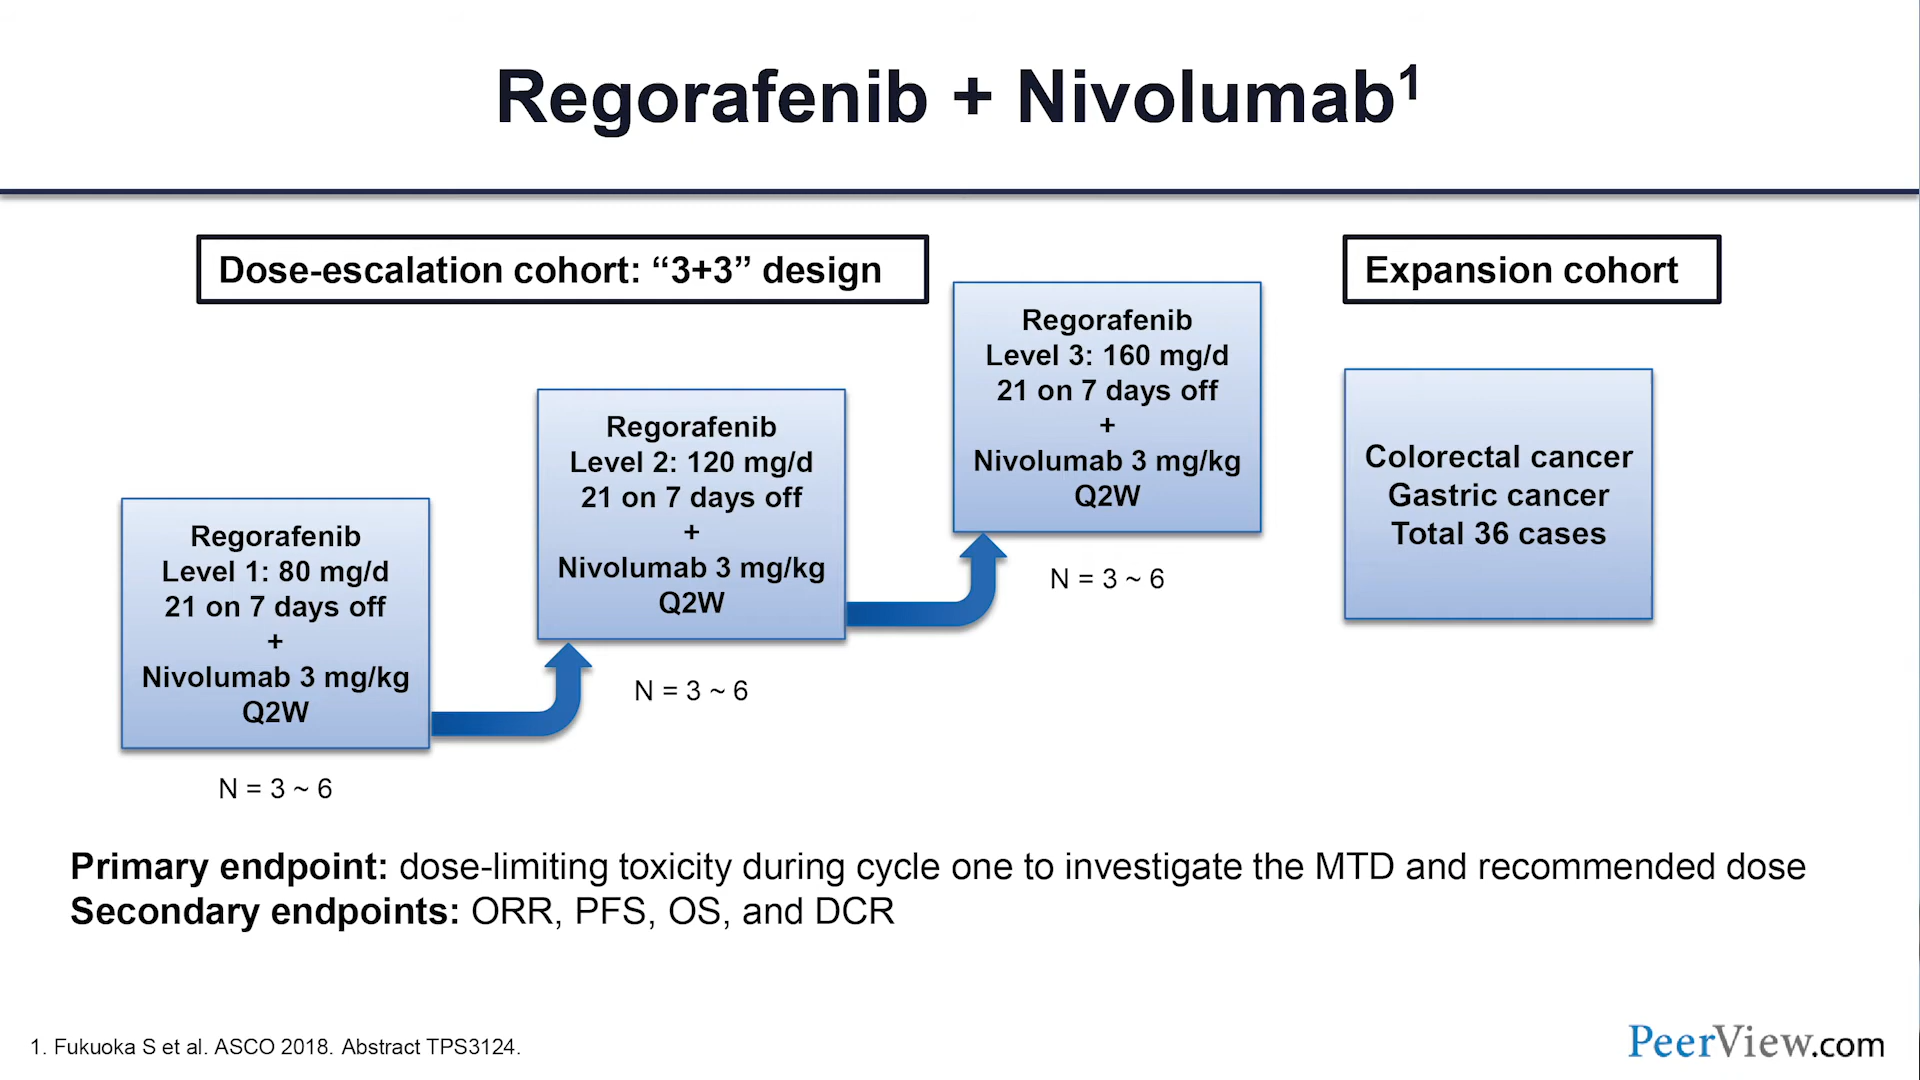 Regorafenib + Nivolumab1
Dose-escalation cohort: “3+3” design
Expansion cohort
Regorafenib
Level 1: 80 mg/d
21 on 7 days off
+
Nivolumab 3 mg/kg
Q2W
N = 3 ~ 6
Regorafenib
Level 2: 120 mg/d
21 on 7 days off
+
Nivolumab 3 mg/kg
Q2W
N = 3 ~ 6
Regorafenib
Level 3: 160 mg/d
21 on 7 days off
+
Nivolumab 3 mg/kg
Q2W
N = 3 ~ 6
Colorectal cancer
Gastric cancer
Total 36 cases
Primary endpoint: dose-limiting toxicity during cycle one to investigate the MTD and recommended dose
Secondary endpoints: ORR, PFS, OS, and DCR
1. Fukuoka S et al. ASCO 2018. Abstract TPS3124.
PeerView.com